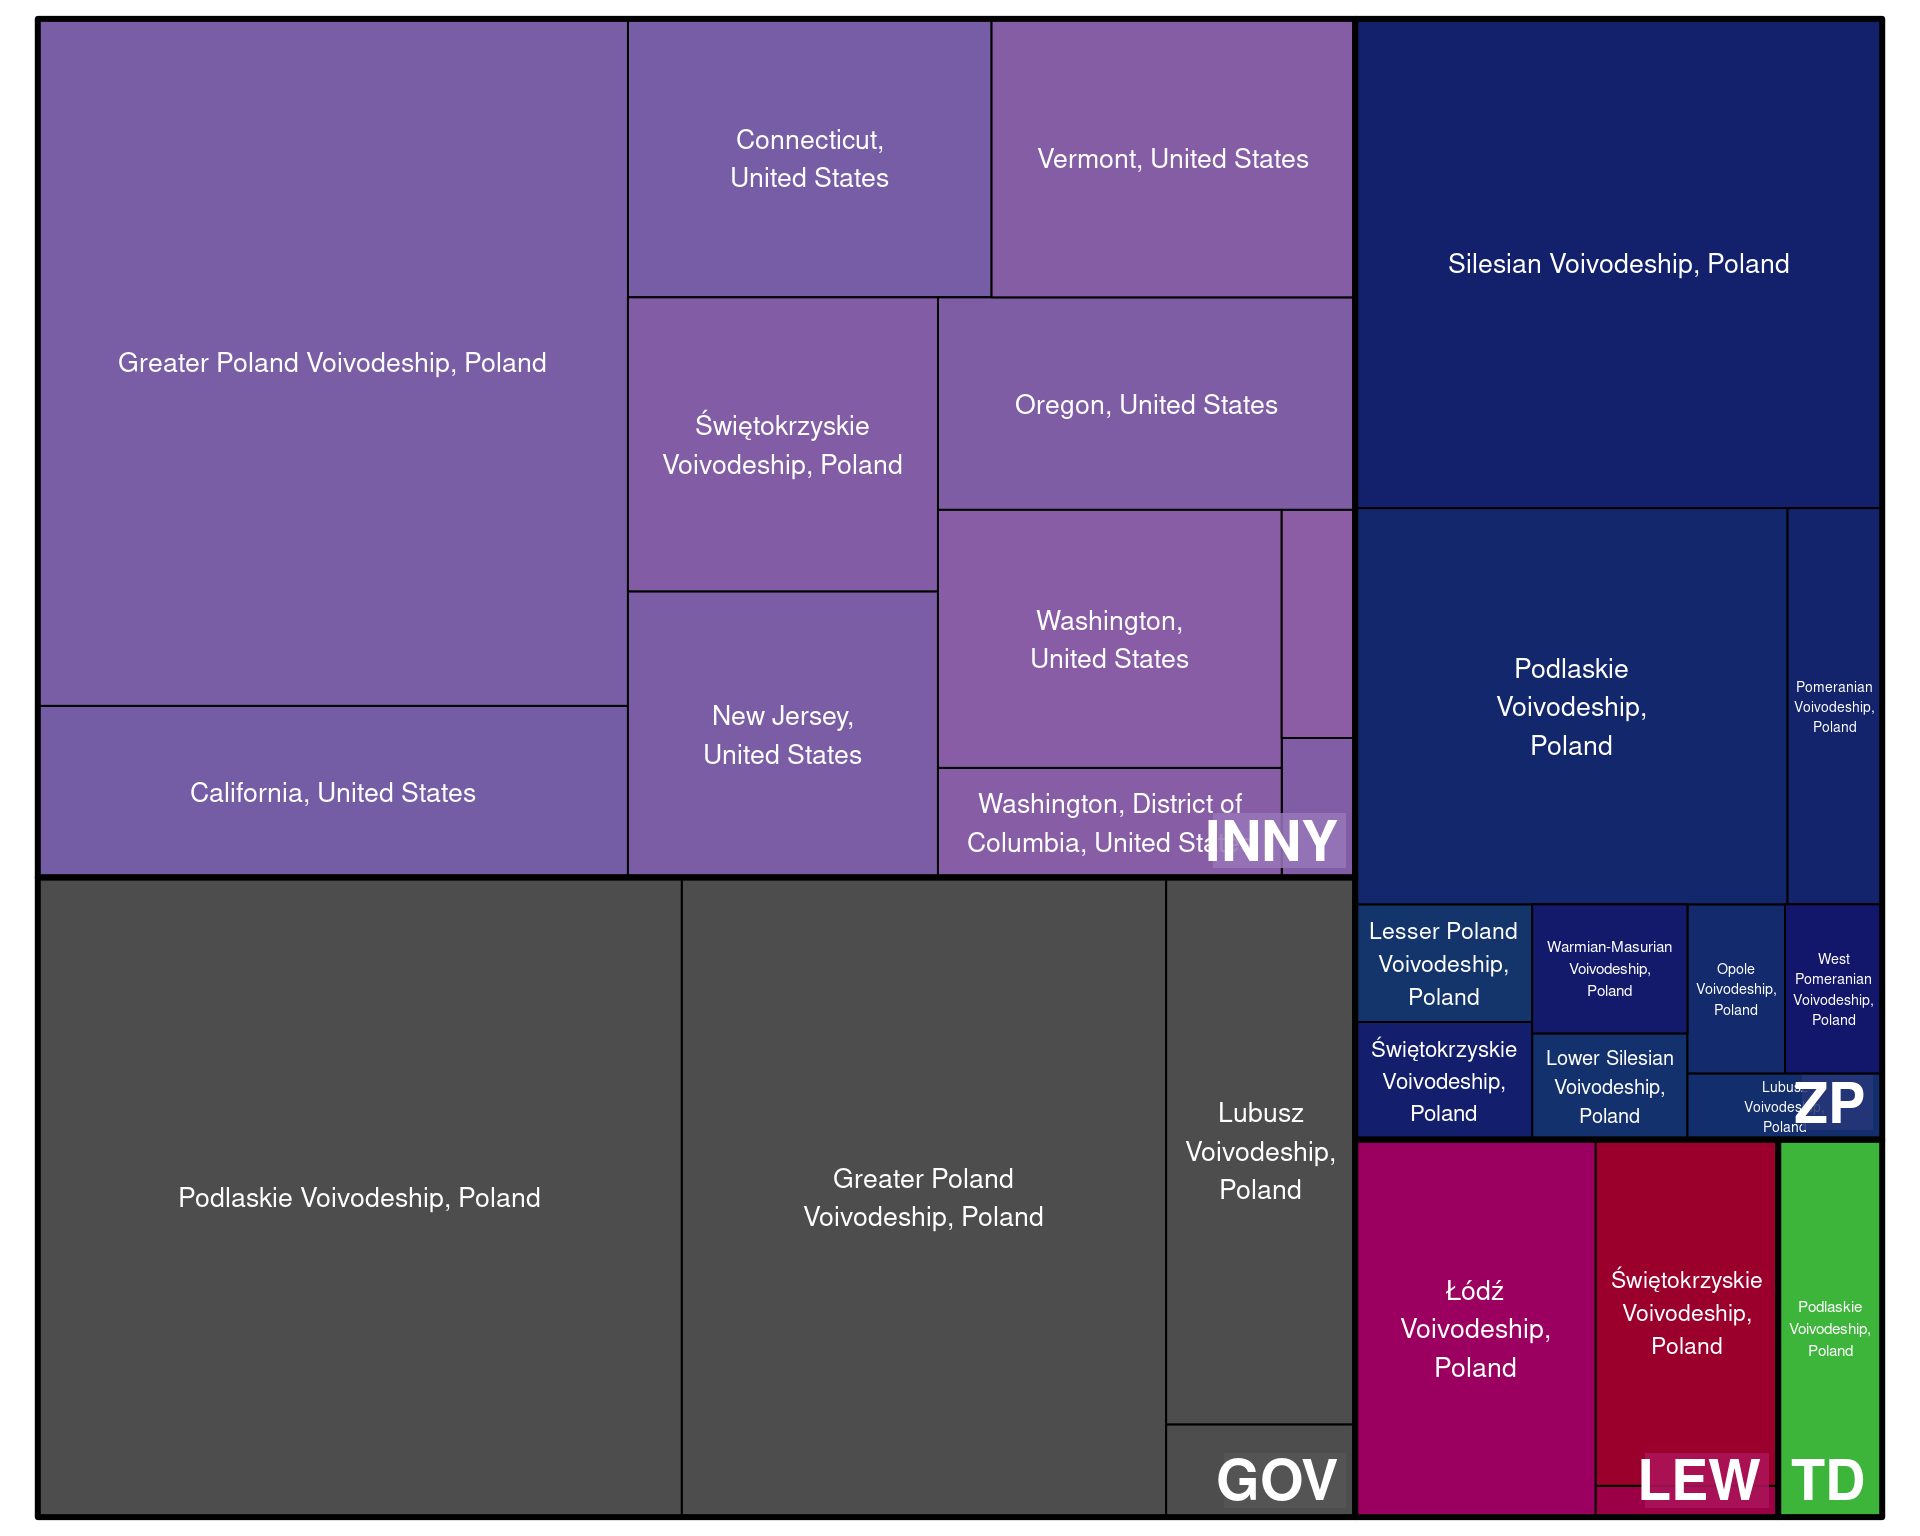 Greater Poland Voivodeship, Poland
California, United States
Connecticut,
United States
Vermont, United States
Świętokrzyskie
Voivodeship, Poland
Oregon, United States
New Jersey,
United States
Washington,
United States
Washington, District of
Columbia, United
INNY
Silesian Voivodeship, Poland
Podlaskie
Voivodeship,
Poland
Pomeranian
Voivodeship,
Poland
Lesser Poland
Voivodeship,
Poland
Świętokrzyskie
Voivodeship,
Poland
Warmian-Masurian
Voivodeship,
Poland
Lower Silesian
Voivodeship,
Poland
Opole
Voivodeship,
Poland
West
Pomeranian
Voivodeship,
Poland
Poland
ZP
Podlaskie Voivodeship, Poland
Greater Poland
Voivodeship, Poland
Lubusz
Voivodeship,
Poland
GOV
Łódź
Voivodeship,
Poland
Świętokrzyskie
Voivodeship,
Poland
LEW
Podlaskie
Voivodeship,
Poland
TD